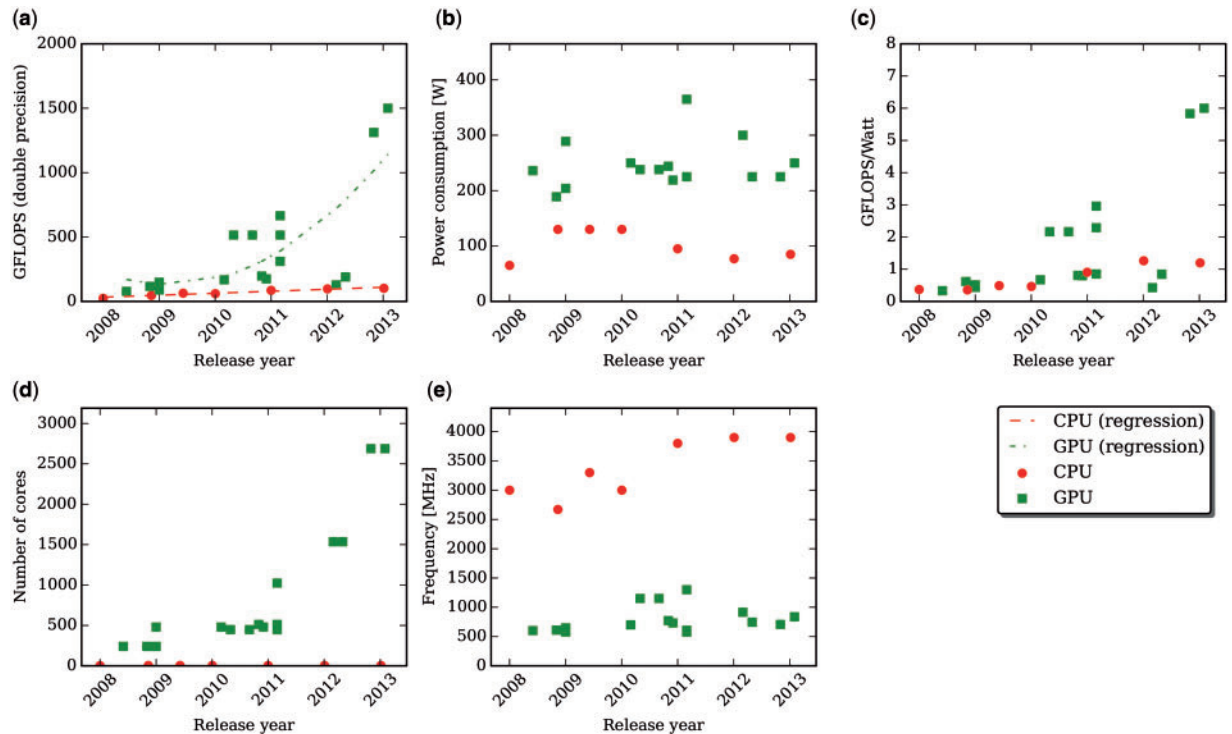 (a)
2000
1500
1000
500
0
GFLOPS (double precision)
2008 2009 2010 2011 2012 2013
Release year
(b)
400
300
200
100
0
Power consumption [W]
2008 2009 2010 2011 2012 2013
Release year
(c)
8
7
6
5
4
3
2
1
0
GFLOPS/Watt
2008 2009 2010 2011 2012 2013
Release year
(d)
3000
2500
2000
1500
1000
500
0
Number of cores
2008 2009 2010 2011 2012 2013
Release year
(e)
4000
3500
3000
2500
2000
1500
1000
500
0
Frequency [MHz]
2008 2009 2010 2011 2012 2013
Release year
CPU (regression)
GPU (regression)
CPU
GPU